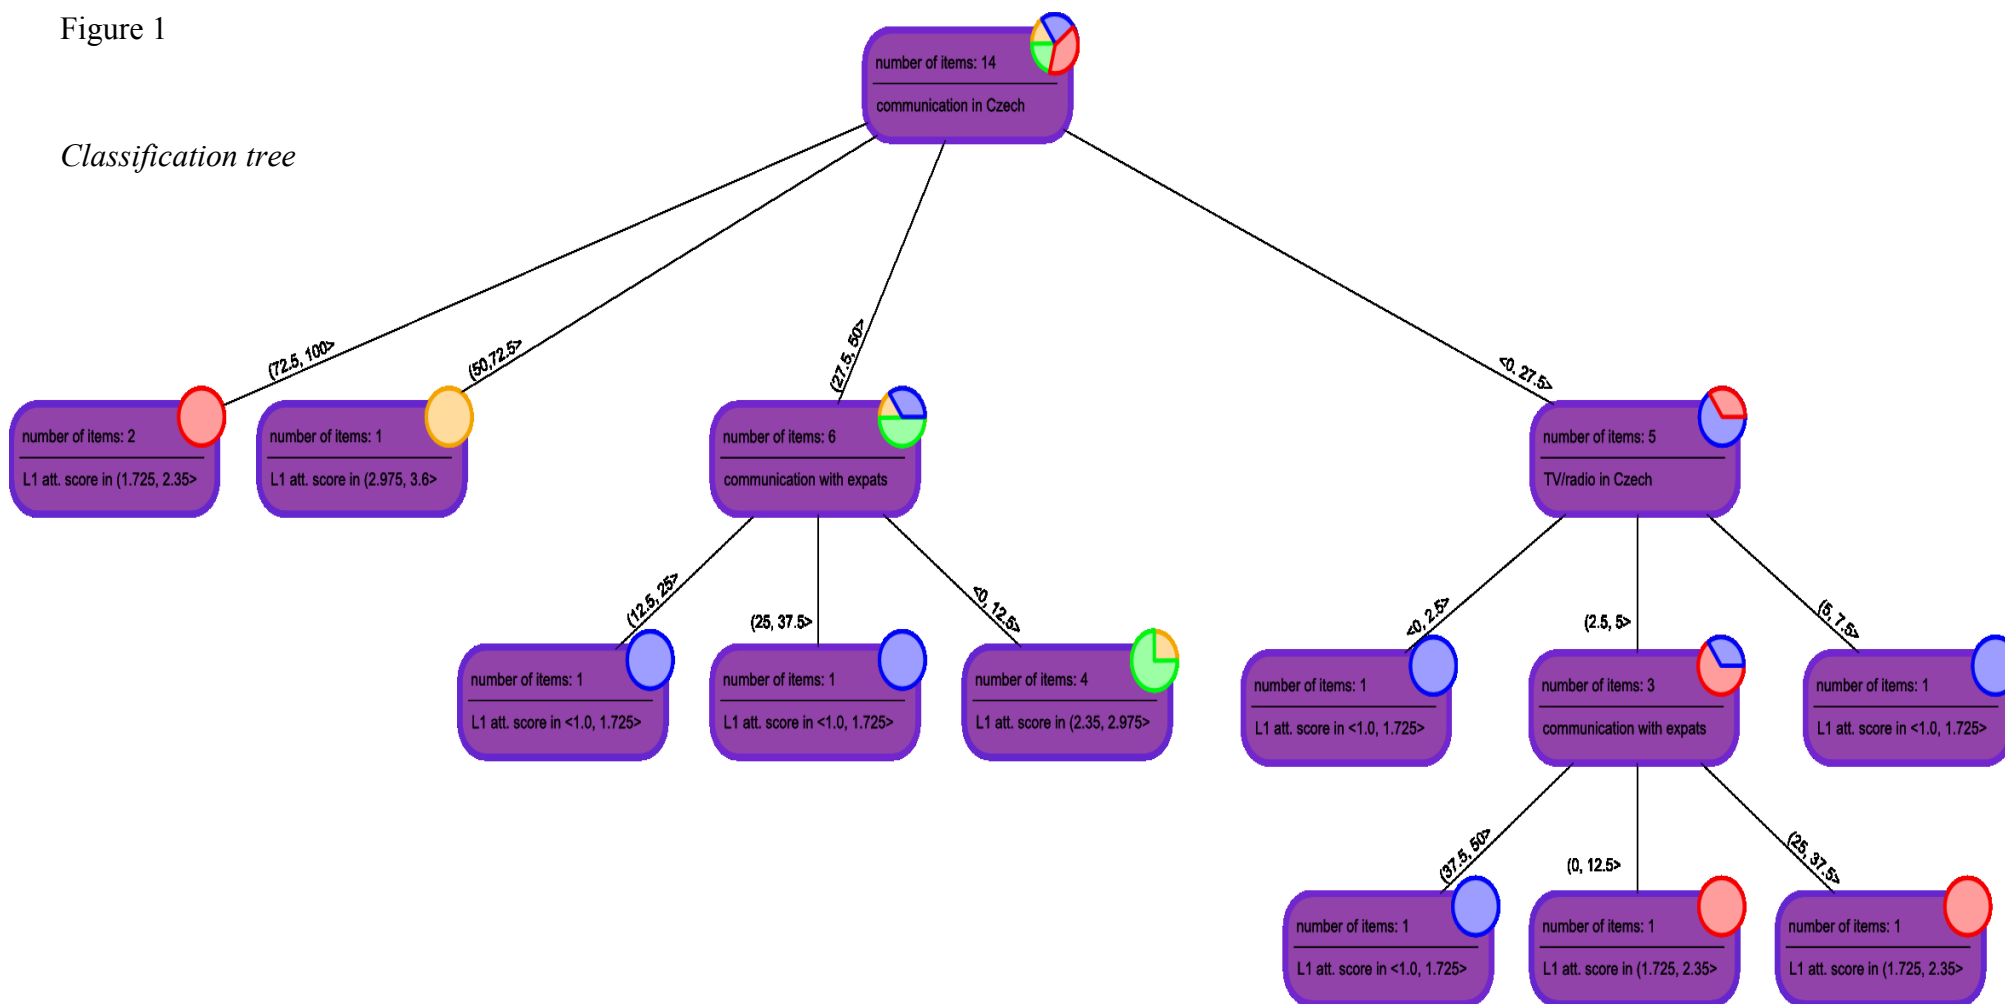 Figure 1
Classification tree
number of items: 14
communication in Czech
(72.5, 100>
(50,72.5>
(27.5, 50>
<0, 27.5>
number of items: 2
L1 att. score in (1.725, 2.35>
number of items: 1
L1 att. score in (2.975, 3.6>
number of items: 6
communication with expats
number of items: 5
TV/radio in Czech
(12.5, 25>
(25, 37.5>
<0, 12.5>
<0, 2.5>
(2.5, 5>
(5, 7.5>
number of items: 1
L1 att. score in <1.0, 1.725>
number of items: 1
L1 att. score in <1.0, 1.725>
number of items: 4
L1 att. score in (2.35, 2.975>
number of items: 1
L1 att. score in <1.0, 1.725>
number of items: 3
communication with expats
number of items: 1
L1 att. score in <1.0, 1.725>
(37.5, 50>
(0, 12.5>
(25, 37.5>
number of items: 1
L1 att. score in <1.0, 1.725>
number of items: 1
L1 att. score in (1.725, 2.35>
number of items: 1
L1 att. score in (1.725, 2.35>